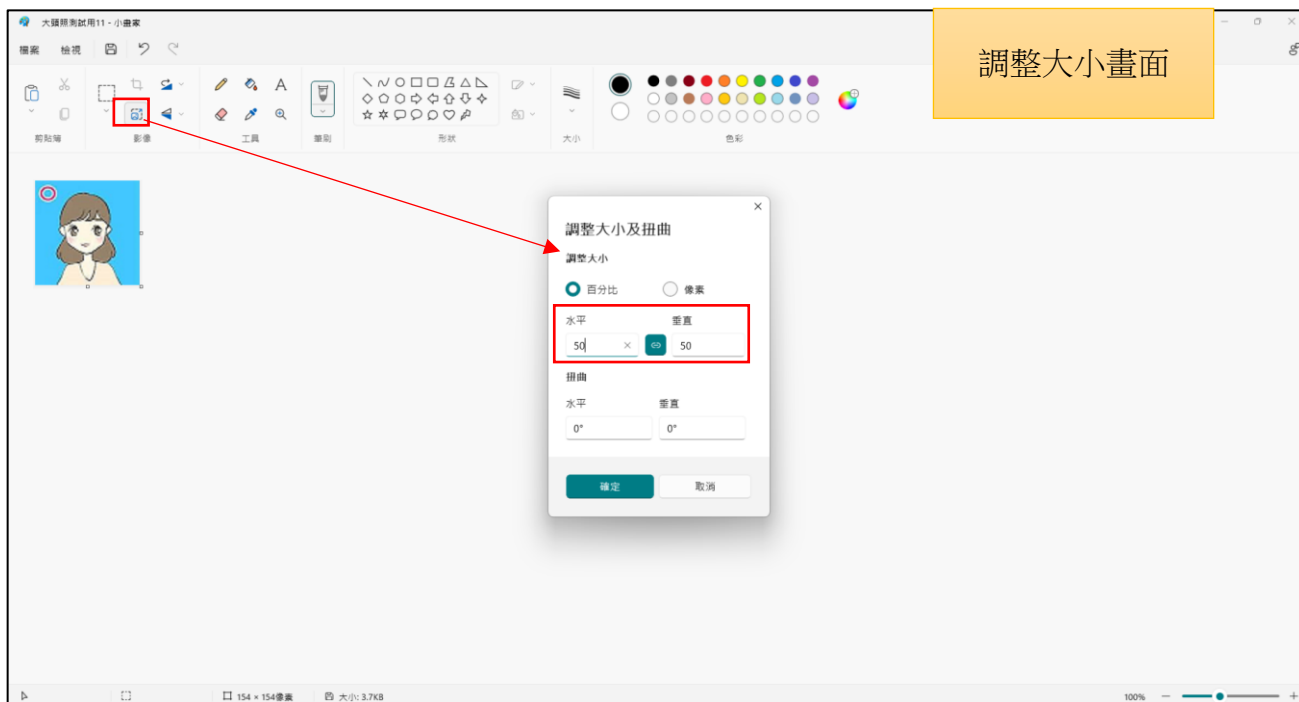 大頭照測試用11 - 小畫家
調整大小畫面
檔案 檢視
A
剪貼簿 影像 工具 筆刷 形狀 大小 色彩
調整大小及扭曲
調整大小
百分比 像素
水平 垂直
50 50
扭曲
水平 垂直
0° 0°
確定 取消
154 × 154像素 大小: 3.7KB 100%